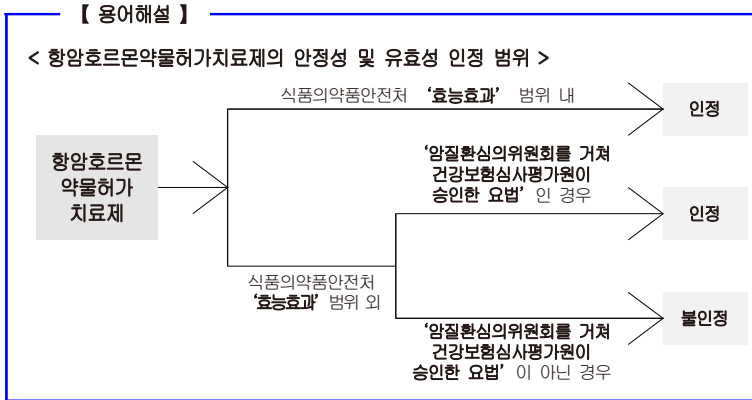 【 용어해설 】
< 항암호르몬약물허가치료제의 안정성 및 유효성 인정 범위 >
식품의약품안전처 ‘효능효과’ 범위 내
인정
항암호르몬
약물허가
치료제
‘암질환심의위원회를 거쳐
건강보험심사평가원이
승인한 요법’ 인 경우
인정
식품의약품안전처
‘효능효과’ 범위 외
불인정
‘암질환심의위원회를 거쳐
건강보험심사평가원이
승인한 요법’ 이 아닌 경우